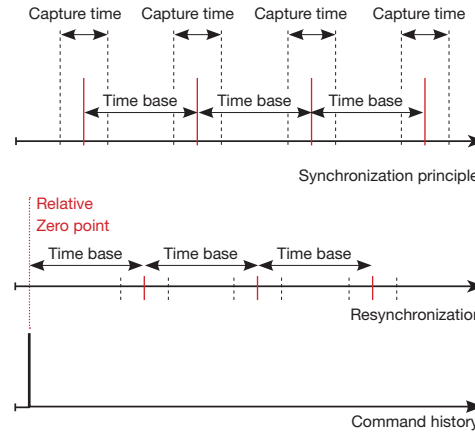 Capture time Capture time Capture time Capture time
Time base Time base Time base
Synchronization principle
Relative
Zero point
Time base Time base Time base
Resynchronization
Command history